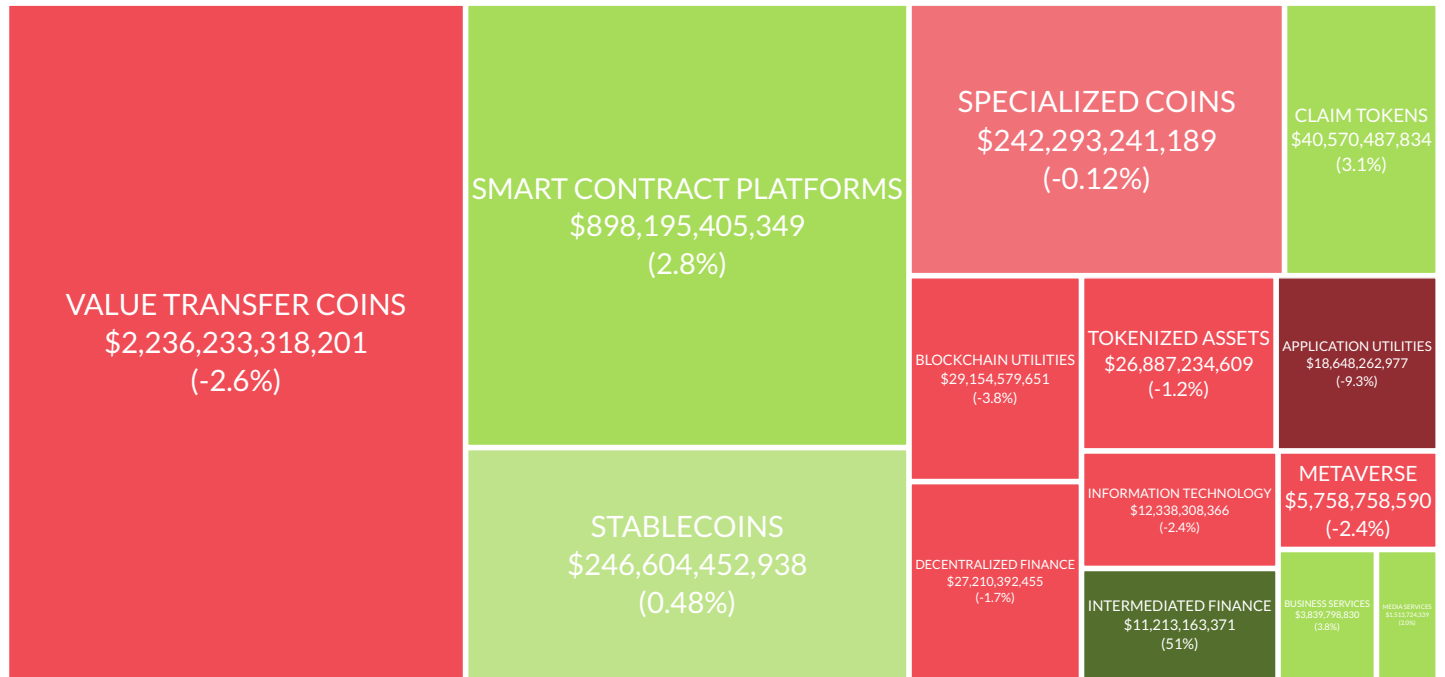 VALUE TRANSFER COINS
$2,236,233,318,201
(-2.6%)
SMART CONTRACT PLATFORMS
$898,195,405,349
(2.8%)
STABLECOINS
$246,604,452,938
(0.48%)
SPECIALIZED COINS
$242,293,241,189
(-0.12%)
CLAIM TOKENS
$40,570,487,834
(3.1%)
BLOCKCHAIN UTILITIES
$29,154,579,651
(-3.8%)
TOKENIZED ASSETS
$26,887,234,609
(-1.2%)
APPLICATION UTILITIES
$18,648,262,977
(-9.3%)
DECENTRALIZED FINANCE
$27,210,392,455
(-1.7%)
INFORMATION TECHNOLOGY
$12,338,308,366
(-2.4%)
METAVERSE
$5,758,758,590
(-2.4%)
INTERMEDIATED FINANCE
$11,213,163,371
(51%)
BUSINESS SERVICES
$3,839,798,830
(3.8%)
MEDIA SERVICES